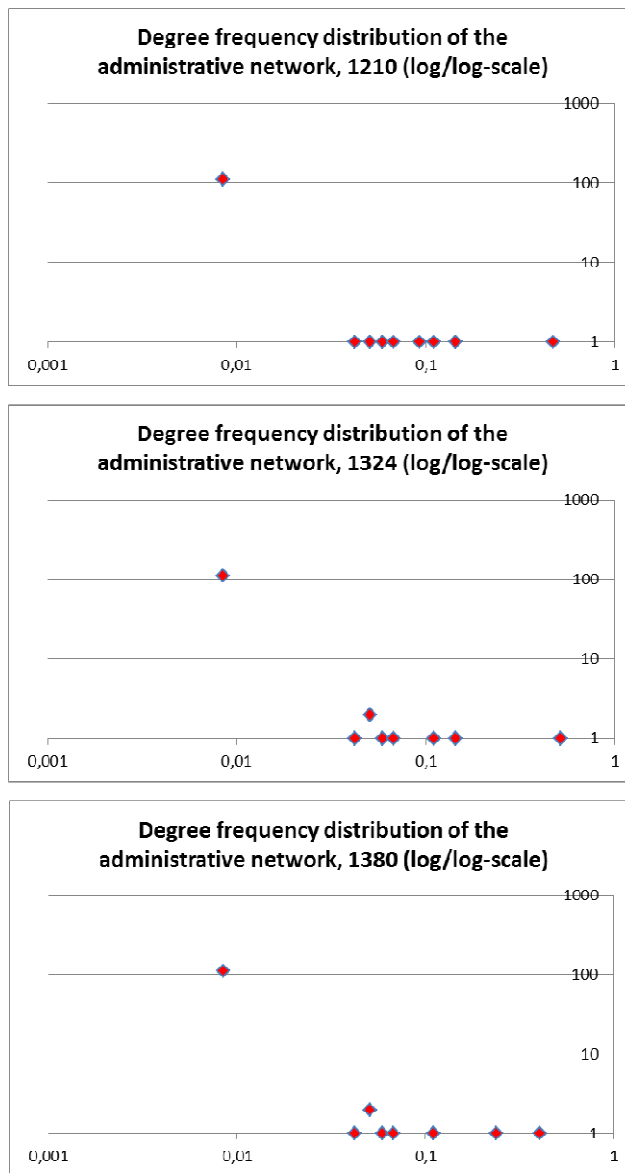 Degree frequency distribution of the
administrative network, 1210 (log/log-scale)
1000
100
10
1
0,001 0,01 0,1 1
Degree frequency distribution of the
administrative network, 1324 (log/log-scale)
1000
100
10
1
0,001 0,01 0,1 1
Degree frequency distribution of the
administrative network, 1380 (log/log-scale)
1000
100
10
1
0,001 0,01 0,1 1